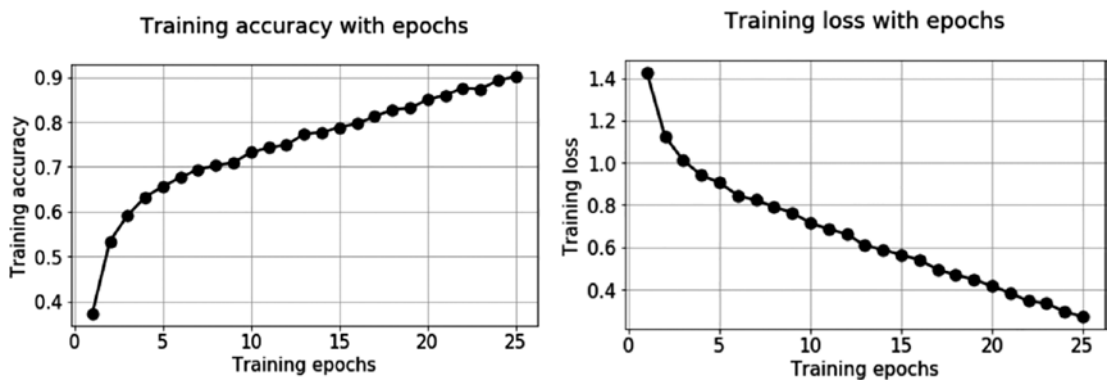 Training accuracy with epochs
Training accuracy
0.9
0.8
0.7
0.6
0.5
0.4
0 5 10 15 20 25
Training epochs
Training loss with epochs
Training loss
1.4
1.2
1.0
0.8
0.6
0.4
0 5 10 15 20 25
Training epochs